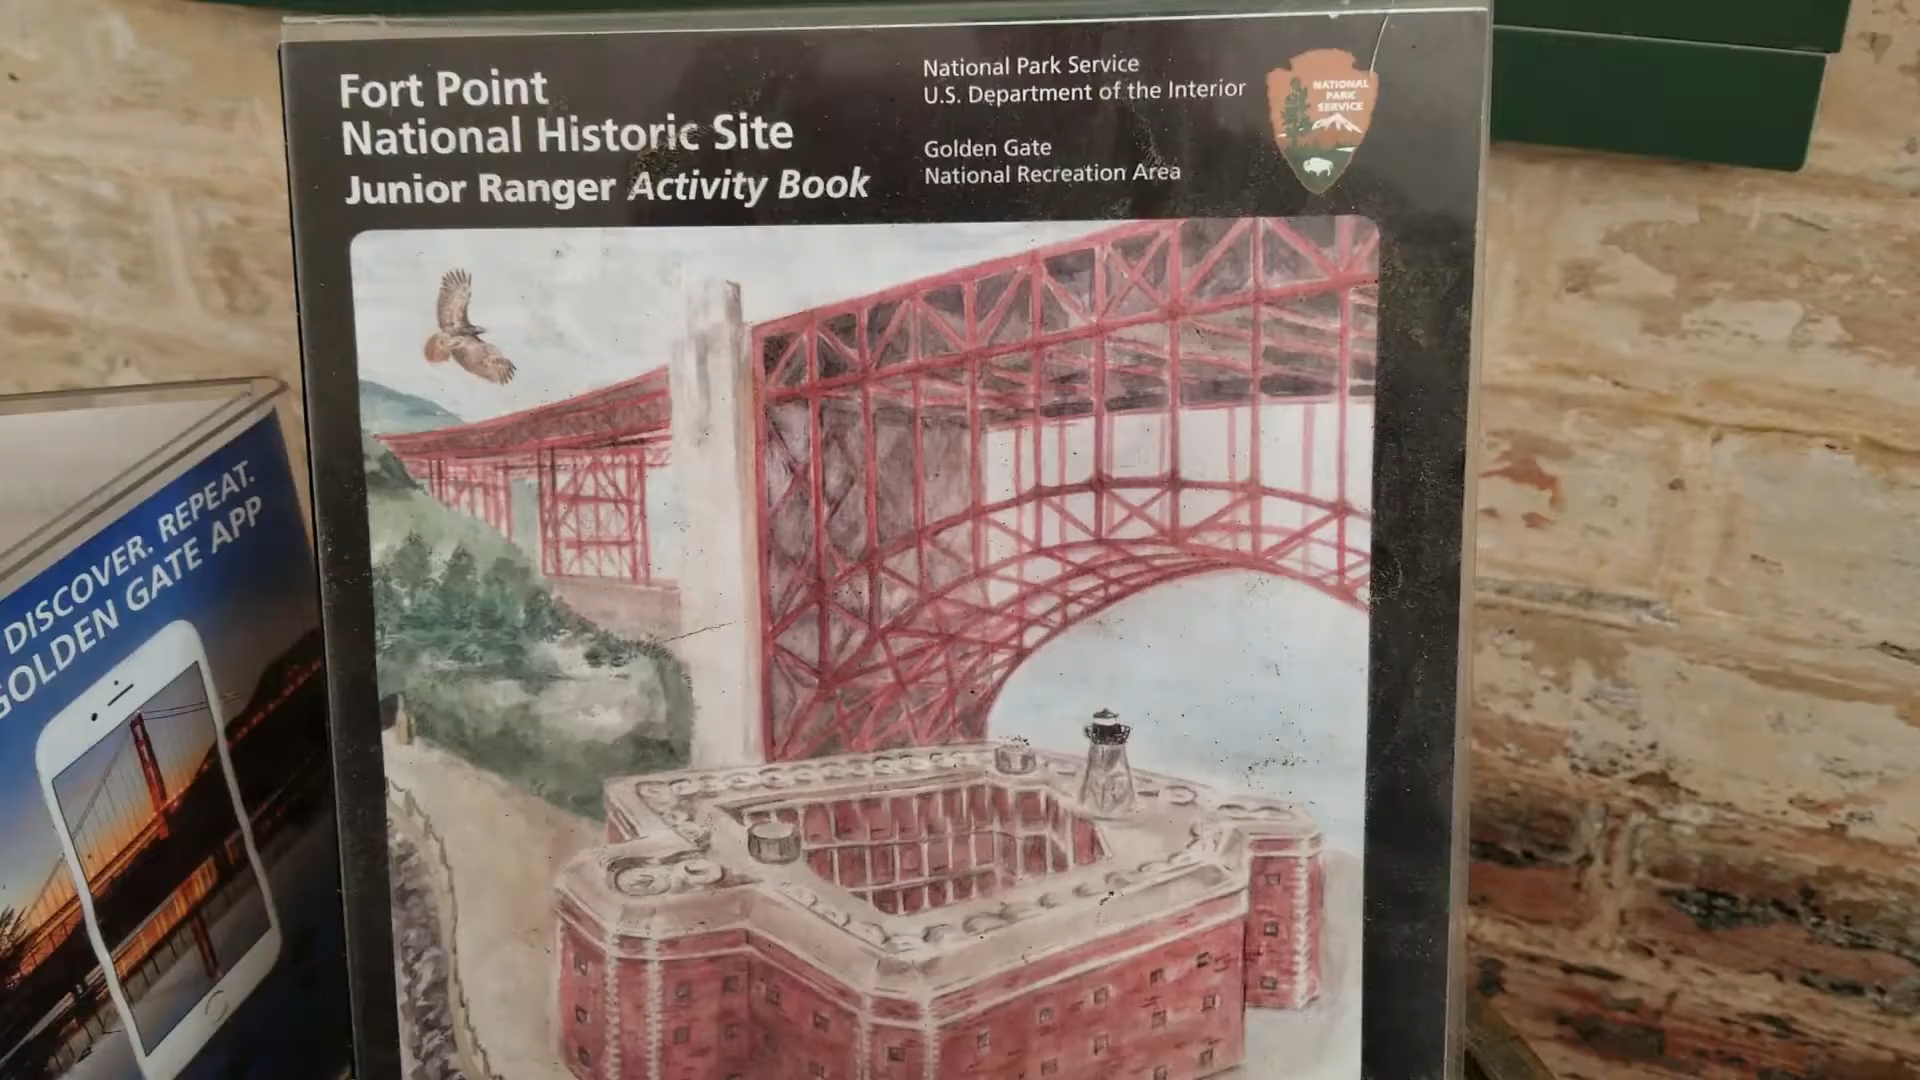 Fort Point
National Historic Site
Junior Ranger Activity Book
National Park Service
U.S. Department of the Interior
Golden Gate
National Recreation Area
NATIONAL
PARK
SERVICE
DISCOVER. REPEAT.
GOLDEN GATE APP